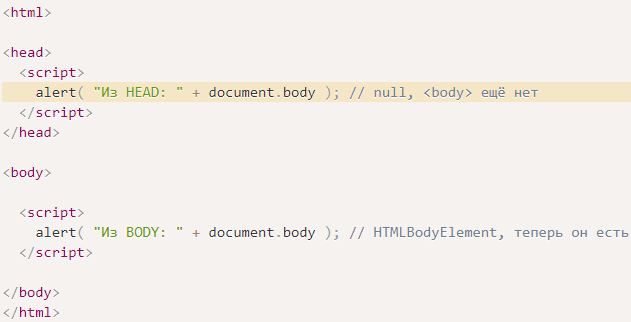 <html>
<head>
<script>
alert( "Из HEAD: " + document.body ); // null, <body> ещё нет
</script>
</head>
<body>
<script>
alert( "Из BODY: " + document.body ); // HTMLBodyElement, теперь он есть
</script>
</body>
</html>